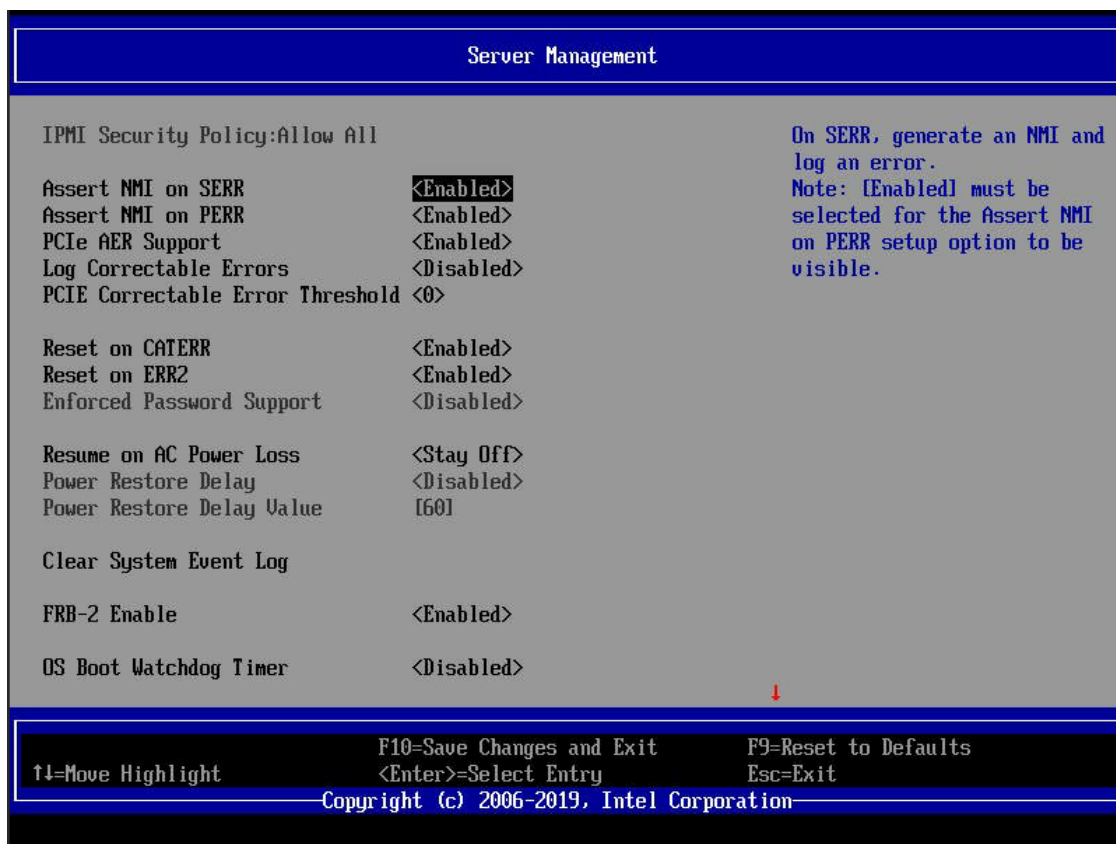 Server Management
IPMI Security Policy:Allow All
Assert NMI on SERR <Enabled>
Assert NMI on PERR <Enabled>
PCIe AER Support <Enabled>
Log Correctable Errors <Disabled>
PCIE Correctable Error Threshold <0>
Reset on CATERR <Enabled>
Reset on ERR2 <Enabled>
Enforced Password Support <Disabled>
Resume on AC Power Loss <Stay Off>
Power Restore Delay <Disabled>
Power Restore Delay Value [60]
Clear System Event Log
FRB-2 Enable <Enabled>
OS Boot Watchdog Timer <Disabled>
On SERR, generate an NMI and
log an error.
Note: [Enabled] must be
selected for the Assert NMI
on PERR setup option to be
visible.
↓
F10=Save Changes and Exit F9=Reset to Defaults
↑↓=Move Highlight <Enter>=Select Entry Esc=Exit
Copyright (c) 2006-2019, Intel Corporation